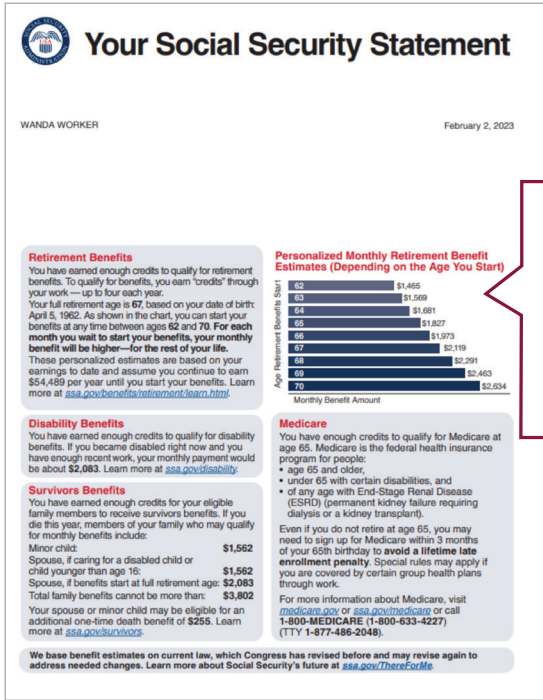 SOCIAL SECURITY ADMINISTRATION
USA
Your Social Security Statement
WANDA WORKER
February 2, 2023
Retirement Benefits
You have earned enough credits to qualify for retirement
benefits. To qualify for benefits, you earn “credits” through
your work — up to four each year.
Your full retirement age is 67, based on your date of birth:
April 5, 1962. As shown in the chart, you can start your
benefits at any time between ages 62 and 70. For each
month you wait to start your benefits, your monthly
benefit will be higher—for the rest of your life.
These personalized estimates are based on your
earnings to date and assume you continue to earn
$54,489 per year until you start your benefits. Learn
more at ssa.gov/benefits/retirement/learn.html.
Personalized Monthly Retirement Benefit
Estimates (Depending on the Age You Start)
Age Retirement Benefits Start
62 $1,465
63 $1,569
64 $1,681
65 $1,827
66 $1,973
67 $2,119
68 $2,291
69 $2,463
70 $2,634
Monthly Benefit Amount
Disability Benefits
You have earned enough credits to qualify for disability
benefits. If you became disabled right now and you
have enough recent work, your monthly payment would
be about $2,083. Learn more at ssa.gov/disability.
Survivors Benefits
You have earned enough credits for your eligible
family members to receive survivors benefits. If you
die this year, members of your family who may qualify
for monthly benefits include:
Minor child: $1,562
Spouse, if caring for a disabled child or
child younger than age 16: $1,562
Spouse, if benefits start at full retirement age: $2,083
Total family benefits cannot be more than: $3,802
Your spouse or minor child may be eligible for an
additional one-time death benefit of $255. Learn
more at ssa.gov/survivors.
Medicare
You have enough credits to qualify for Medicare at
age 65. Medicare is the federal health insurance
program for people:
• age 65 and older,
• under 65 with certain disabilities, and
• of any age with End-Stage Renal Disease
(ESRD) (permanent kidney failure requiring
dialysis or a kidney transplant).
Even if you do not retire at age 65, you may
need to sign up for Medicare within 3 months
of your 65th birthday to avoid a lifetime late
enrollment penalty. Special rules may apply if
you are covered by certain group health plans
through work.
For more information about Medicare, visit
medicare.gov or ssa.gov/medicare or call
1-800-MEDICARE (1-800-633-4227)
(TTY 1-877-486-2048).
We base benefit estimates on current law, which Congress has revised before and may revise again to
address needed changes. Learn more about Social Security’s future at ssa.gov/ThereForMe.